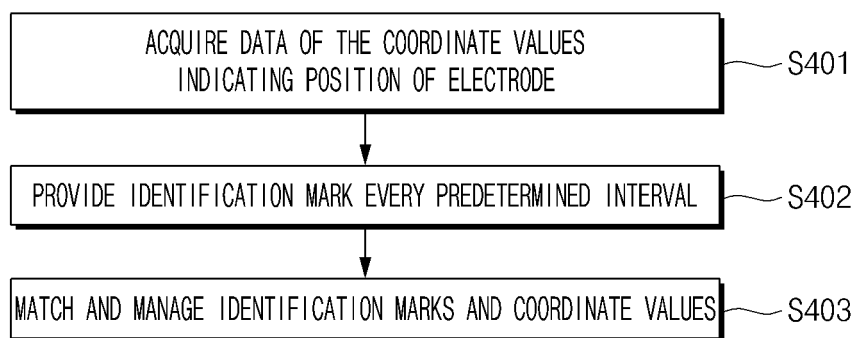 ACQUIRE DATA OF THE COORDINATE VALUES
INDICATING POSITION OF ELECTRODE
S401
PROVIDE IDENTIFICATION MARK EVERY PREDETERMINED INTERVAL
S402
MATCH AND MANAGE IDENTIFICATION MARKS AND COORDINATE VALUES
S403